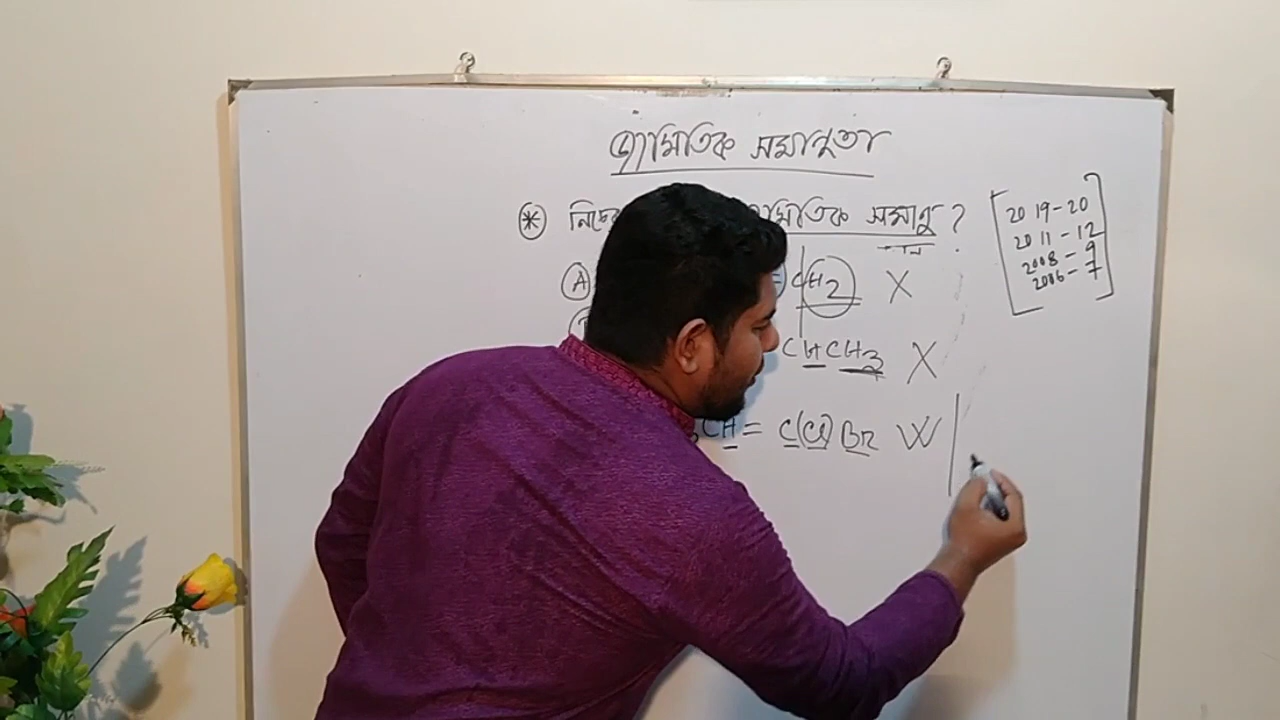 জ্যামিতিক সমানুতা
* নিচের জ্যামিতিক সমানু ?
A CH2 X
CHCH3 X
CH = C(Cl) Br W
[2019-20
2011-12
2008-9
2006-7]